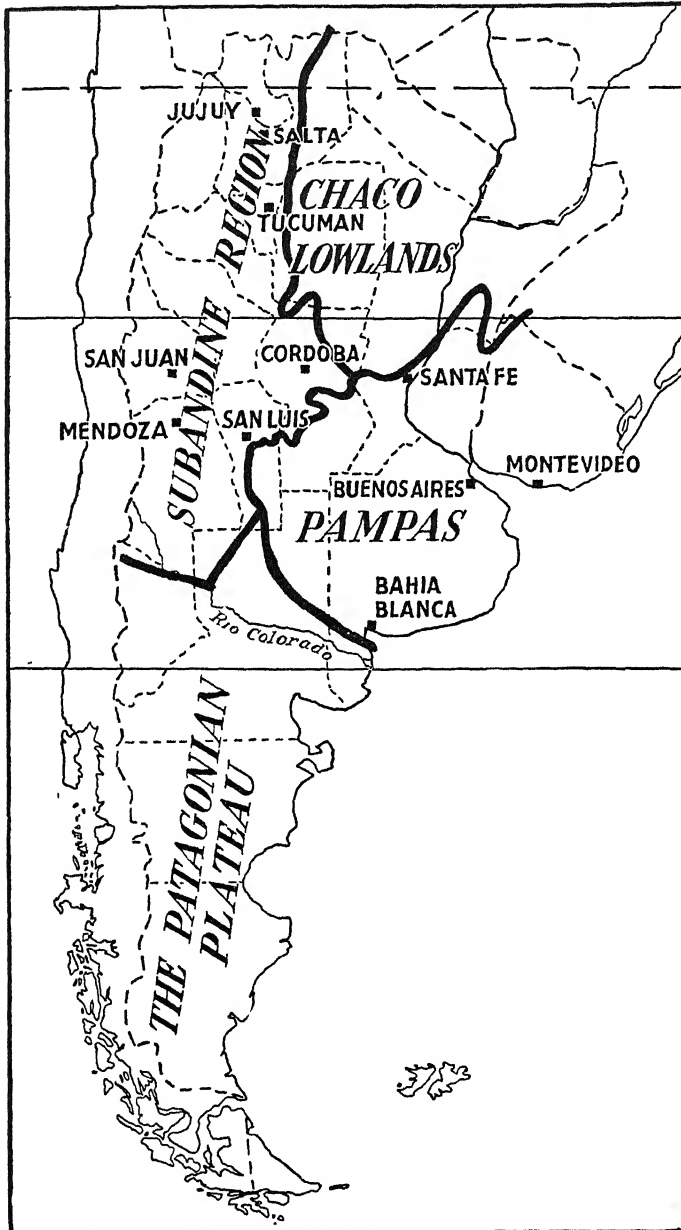 JUJUY
SALTA
CHACO
TUCUMAN
LOWLANDS
SUBANDINE REGION
SAN JUAN
CORDOBA
SANTA FE
MENDOZA
SAN LUIS
MONTEVIDEO
BUENOS AIRES
PAMPAS
BAHIA
BLANCA
Rio Colorado
THE PATAGONIAN
PLATEAU